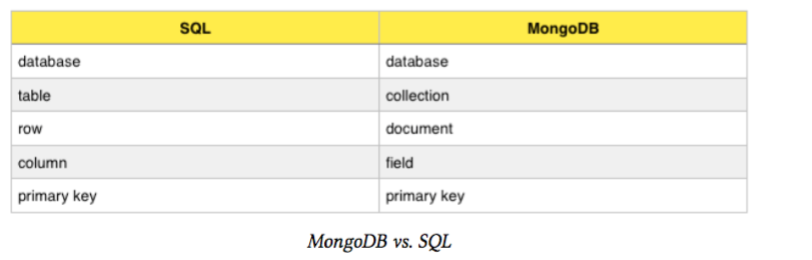 SQL MongoDB
database database
table collection
row document
column field
primary key primary key
MongoDB vs. SQL